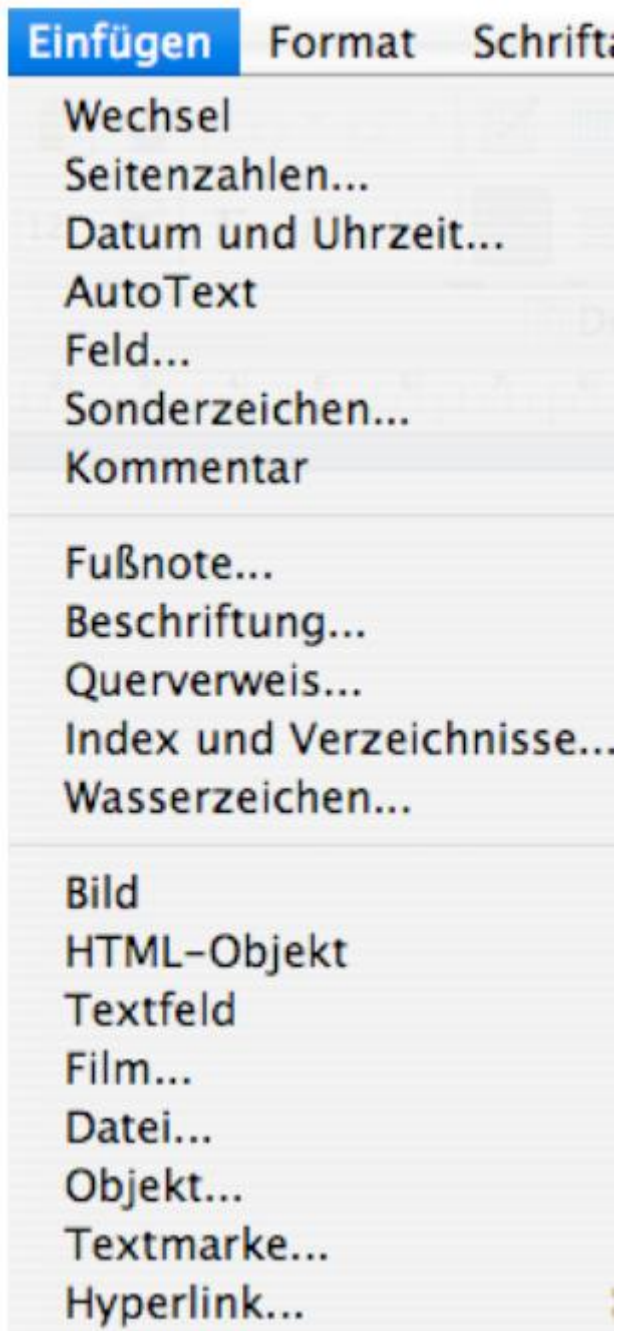 Einfügen Format Schrifta
Wechsel
Seitenzahlen...
Datum und Uhrzeit...
AutoText
Feld...
Sonderzeichen...
Kommentar
Fußnote...
Beschriftung...
Querverweis...
Index und Verzeichnisse...
Wasserzeichen...
Bild
HTML-Objekt
Textfeld
Film...
Datei...
Objekt...
Textmarke...
Hyperlink...